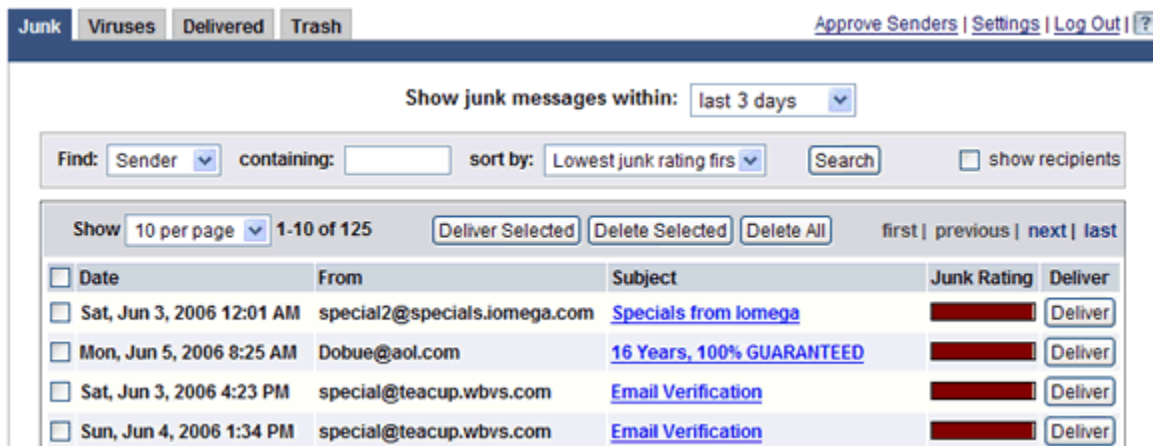 Junk Viruses Delivered Trash Approve Senders | Settings | Log Out | ?
Show junk messages within: last 3 days
Find: Sender containing: sort by: Lowest junk rating firs Search show recipients
Show 10 per page 1-10 of 125 Deliver Selected Delete Selected Delete All first | previous | next | last
Date From Subject Junk Rating Deliver
Sat, Jun 3, 2006 12:01 AM special2@specials.iomega.com Specials from Iomega Deliver
Mon, Jun 5, 2006 8:25 AM Dobue@aol.com 16 Years, 100% GUARANTEED Deliver
Sat, Jun 3, 2006 4:23 PM special@teacup.wbvs.com Email Verification Deliver
Sun, Jun 4, 2006 1:34 PM special@teacup.wbvs.com Email Verification Deliver